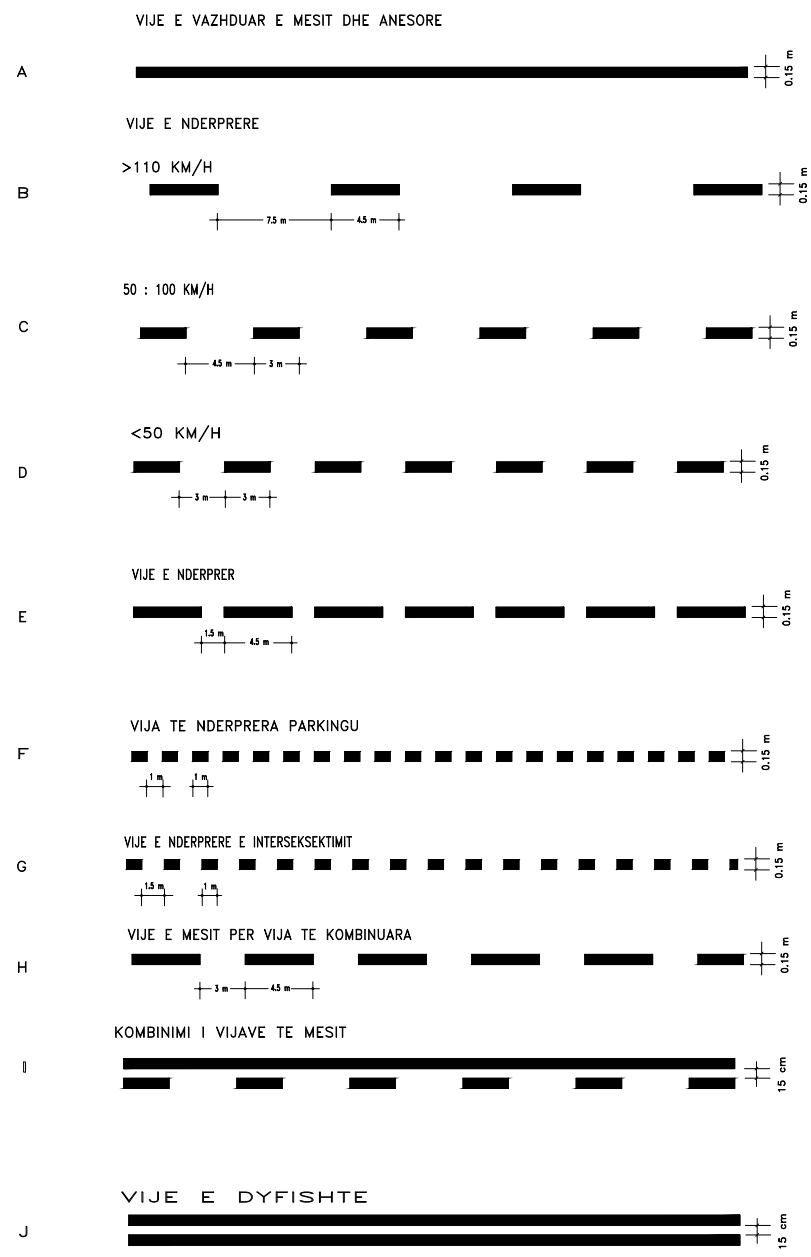 VIJE E VAZHDUAR E MESIT DHE ANESORE
A
0.15 m
VIJE E NDERPRERE
>110 KM/H
B
0.15 m
7.5 m 4.5 m
50 : 100 KM/H
C
0.15 m
4.5 m 3 m
<50 KM/H
D
0.15 m
3 m 3 m
VIJE E NDERPRER
E
0.15 m
1.5 m 4.5 m
VIJA TE NDERPRERA PARKINGU
F
0.15 m
1 m 1 m
VIJE E NDERPRERE E INTERSEKSEKTIMIT
G
0.15 m
1.5 m 1 m
VIJE E MESIT PER VIJA TE KOMBINUARA
H
0.15 m
3 m 4.5 m
KOMBINIMI I VIJAVE TE MESIT
I
15 cm
VIJE E DYFISHTE
J
15 cm